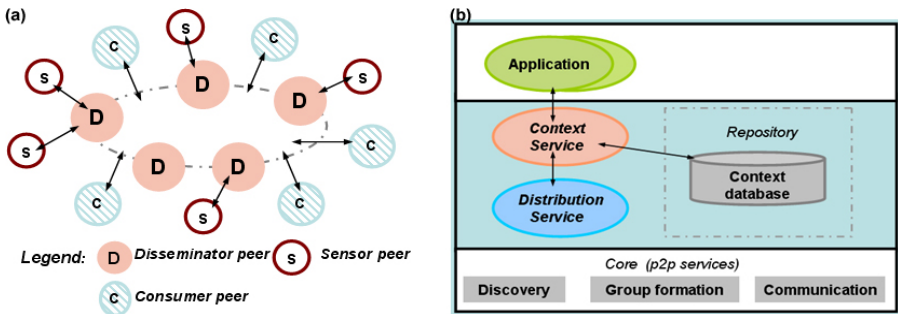 (a)
S
C
S
C
S
D
D
D
S
D
D
C
C
S
C
Legend:
D
Disseminator peer
S
Sensor peer
C
Consumer peer
(b)
Application
Context
Service
Distribution
Service
Repository
Context
database
Core (p2p services)
Discovery
Group formation
Communication